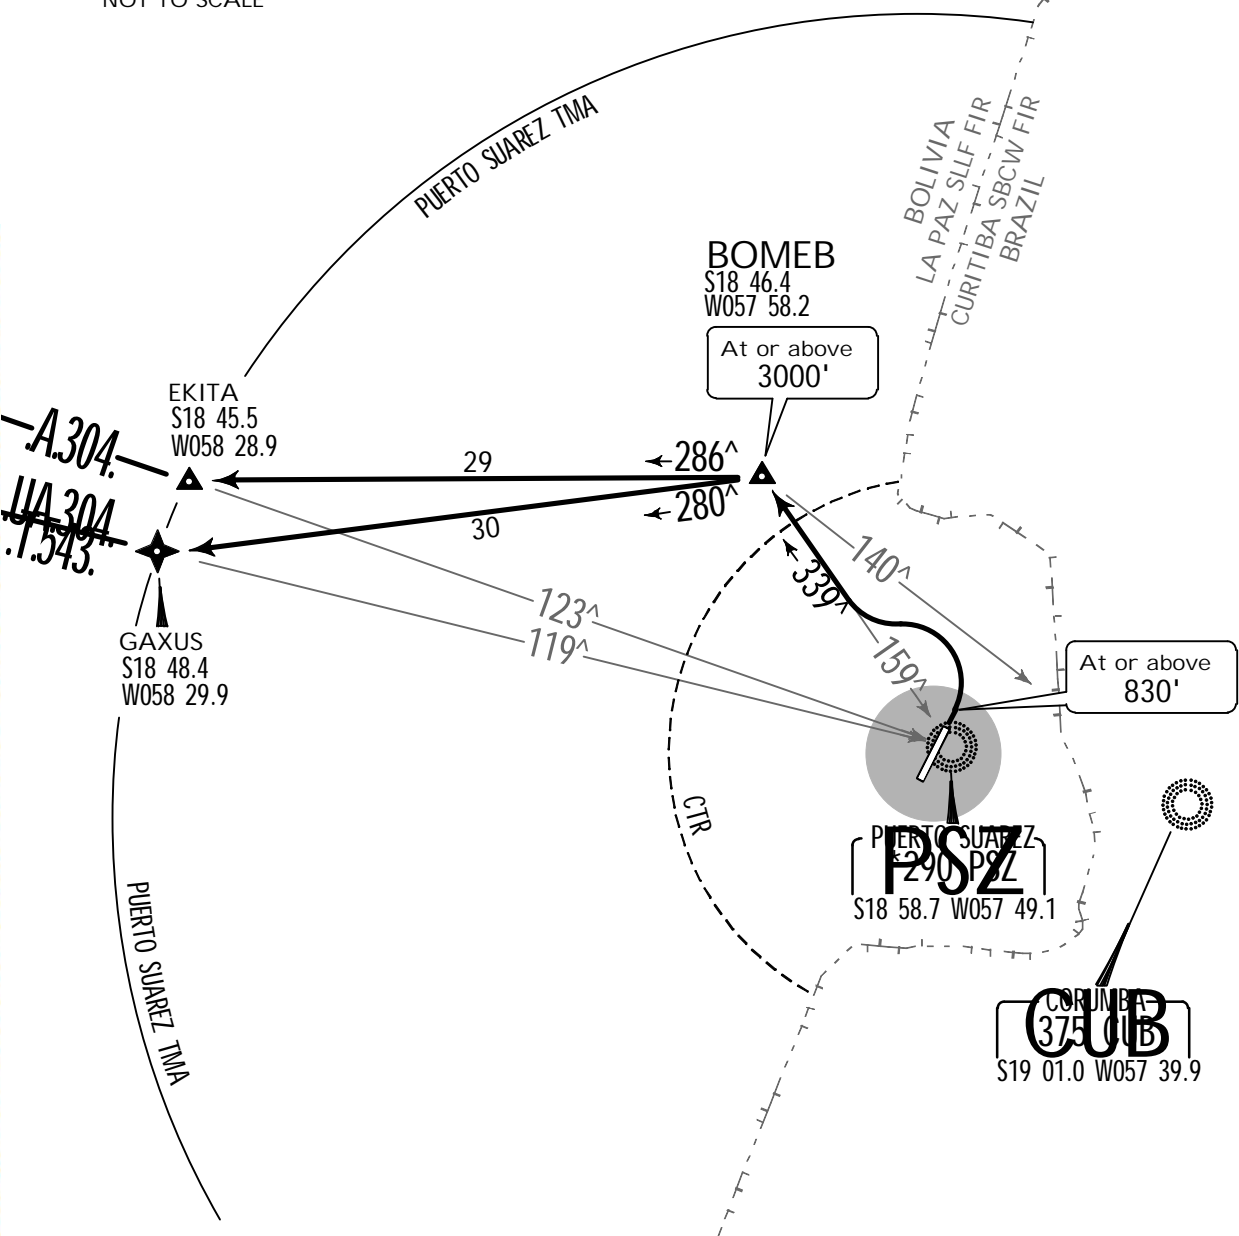 NOT TO SCALE
PUERTO SUAREZ TMA
BOLIVIA
LA PAZ SLLF FIR
CURITIBA SBCW FIR
BRAZIL
BOMEB
S18 46.4
W057 58.2
At or above
3000'
EKITA
S18 45.5
W058 28.9
.A.304.
.UA.304.
.T.543.
29
286^
280^
30
339^
140^
123^
119^
159^
GAXUS
S18 48.4
W058 29.9
At or above
830'
CTR
PUERTO SUAREZ
PSZ
*290 PSZ
S18 58.7 W057 49.1
PUERTO SUAREZ TMA
CORUMBA
CUB
375 CUB
S19 01.0 W057 39.9